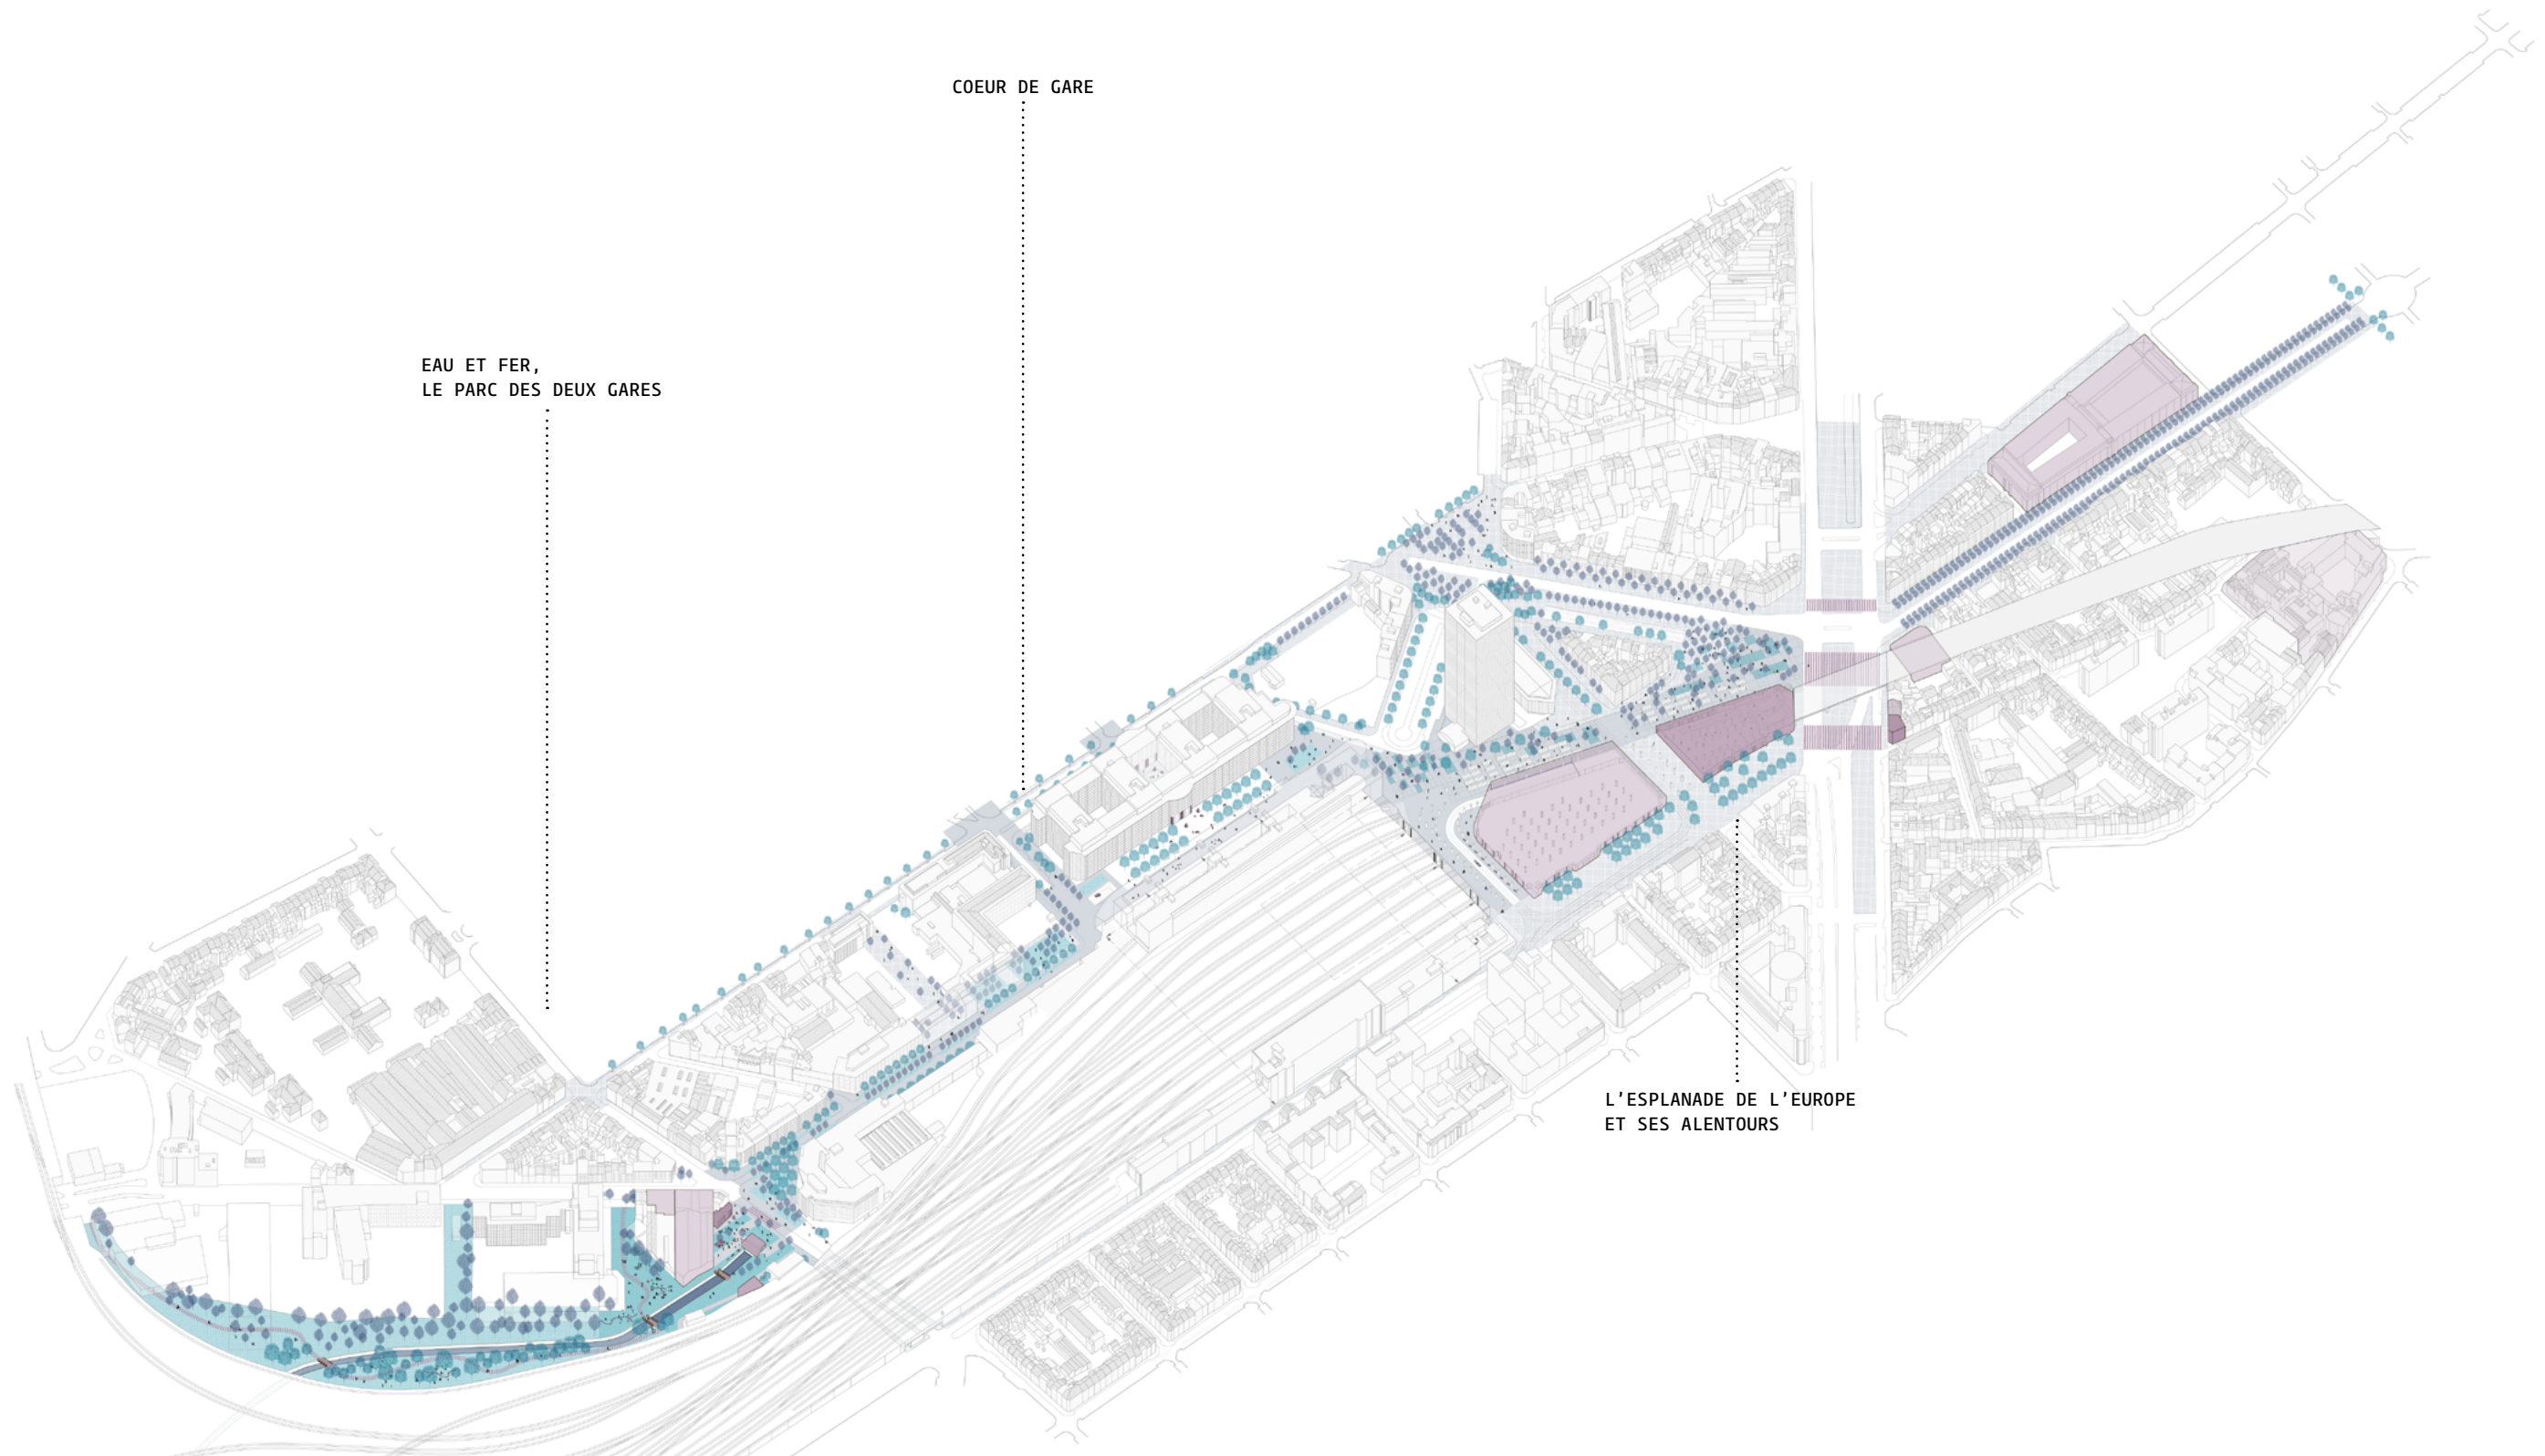 COEUR DE GARE
EAU ET FER,
LE PARC DES DEUX GARES
L'ESPLANADE DE L'EUROPE
ET SES ALENTOURS